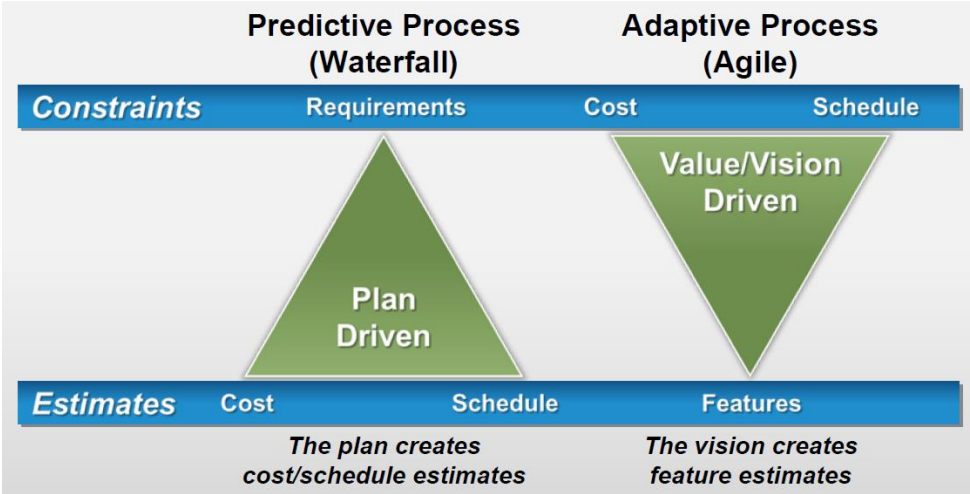 Predictive Process
(Waterfall)
Adaptive Process
(Agile)
Constraints Requirements Cost Schedule
Value/Vision
Driven
Plan
Driven
Estimates Cost Schedule Features
The plan creates
cost/schedule estimates
The vision creates
feature estimates